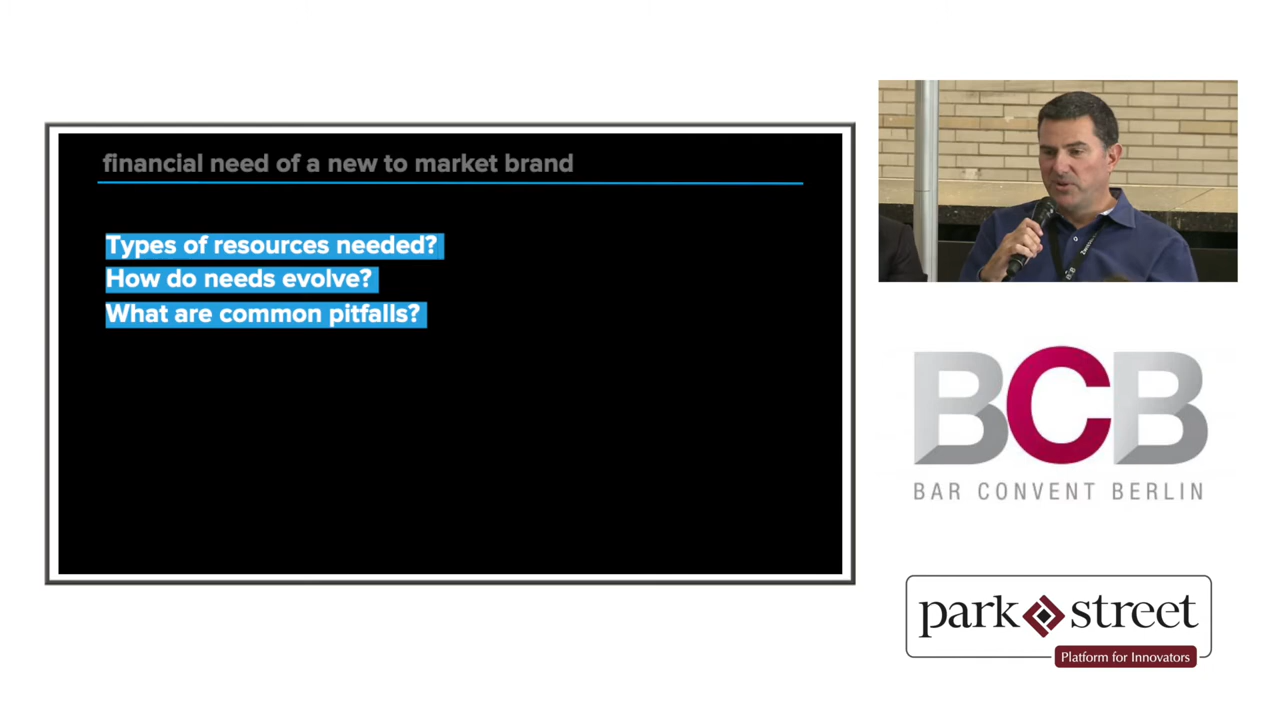 financial need of a new to market brand
Types of resources needed?
How do needs evolve?
What are common pitfalls?
BCB
BAR CONVENT BERLIN
park street
Platform for Innovators